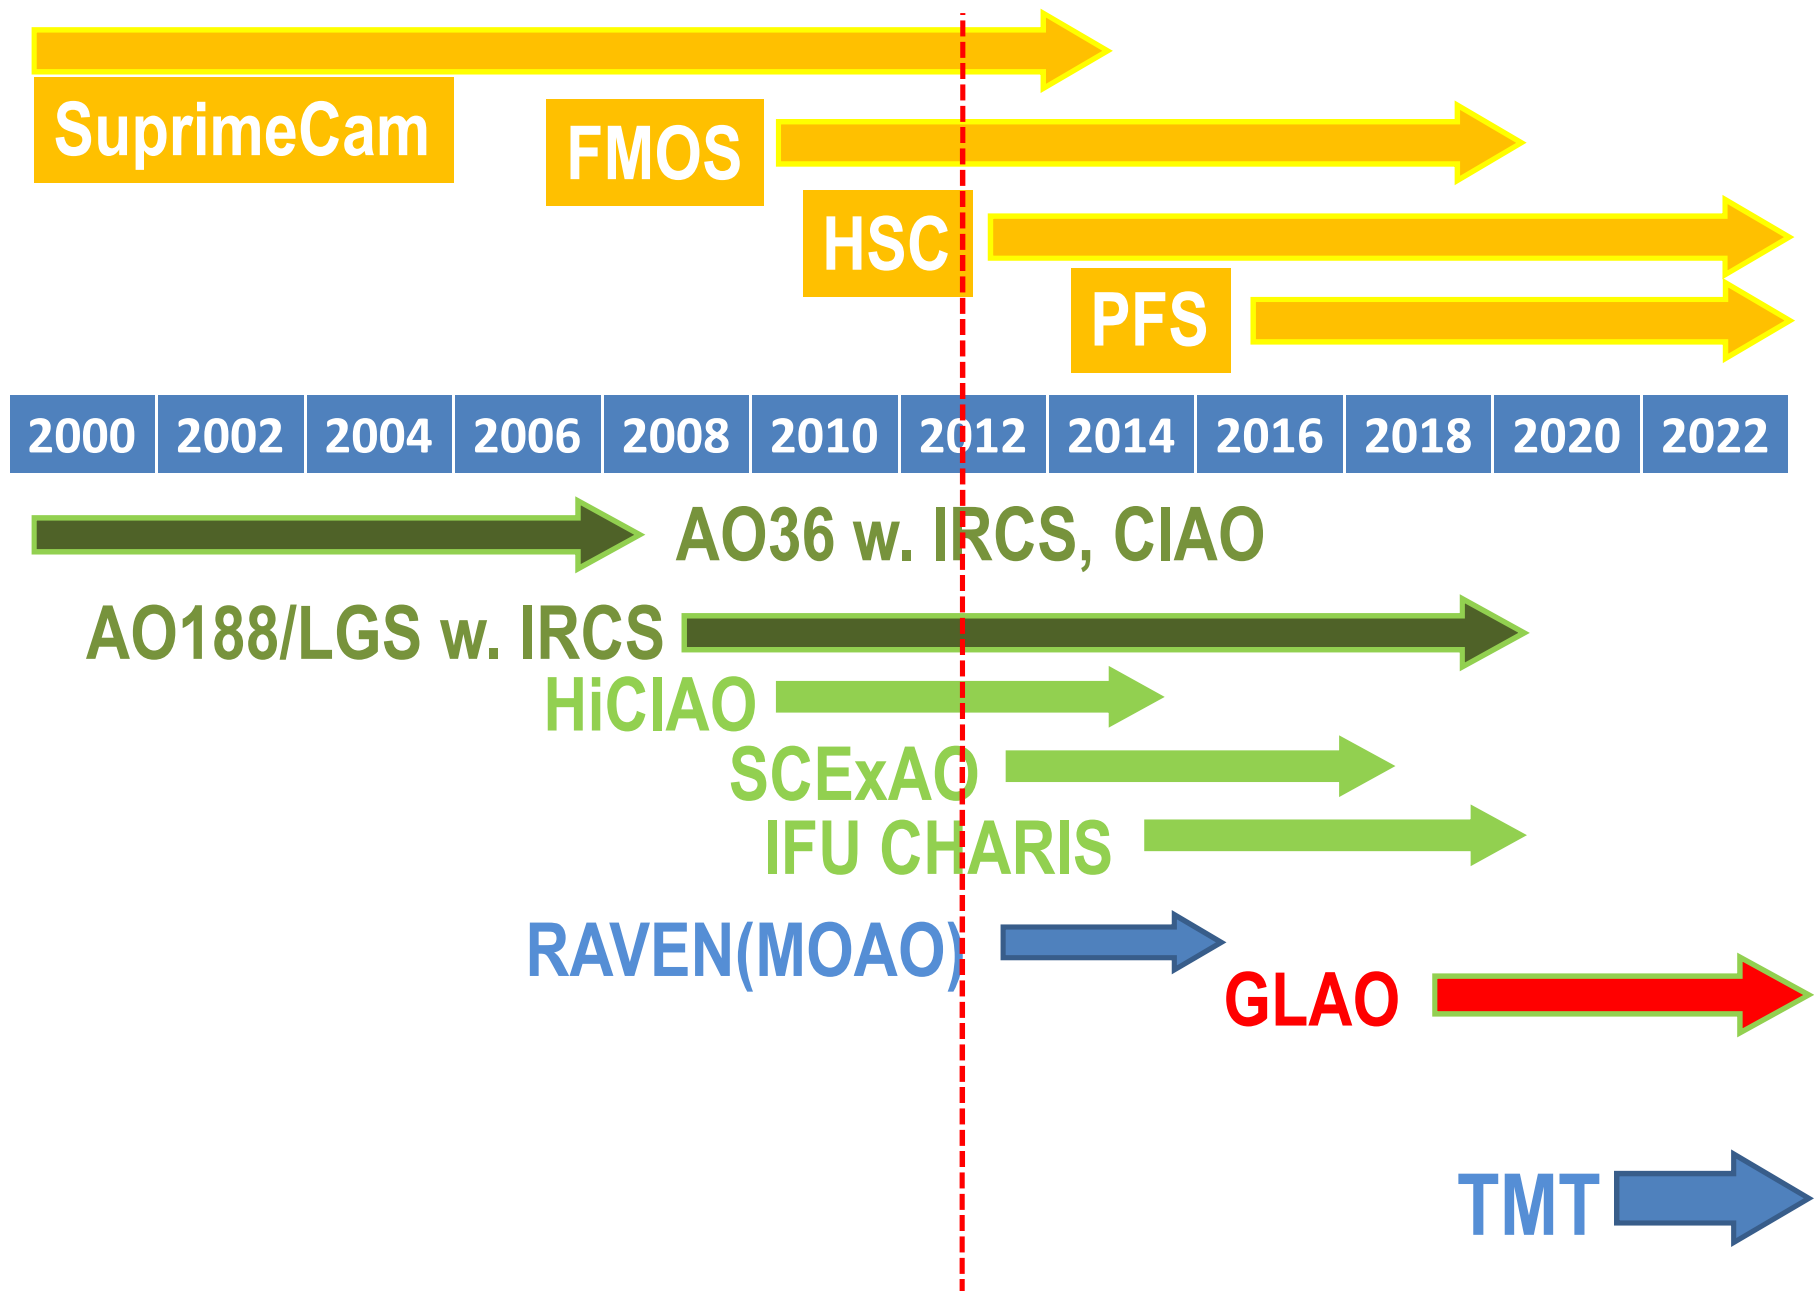 SuprimeCam
FMOS
HSC
PFS
2000 2002 2004 2006 2008 2010 2012 2014 2016 2018 2020 2022
AO36 w. IRCS, CIAO
AO188/LGS w. IRCS
HiCIAO
SCExAO
IFU CHARIS
RAVEN(MOAO)
GLAO
TMT